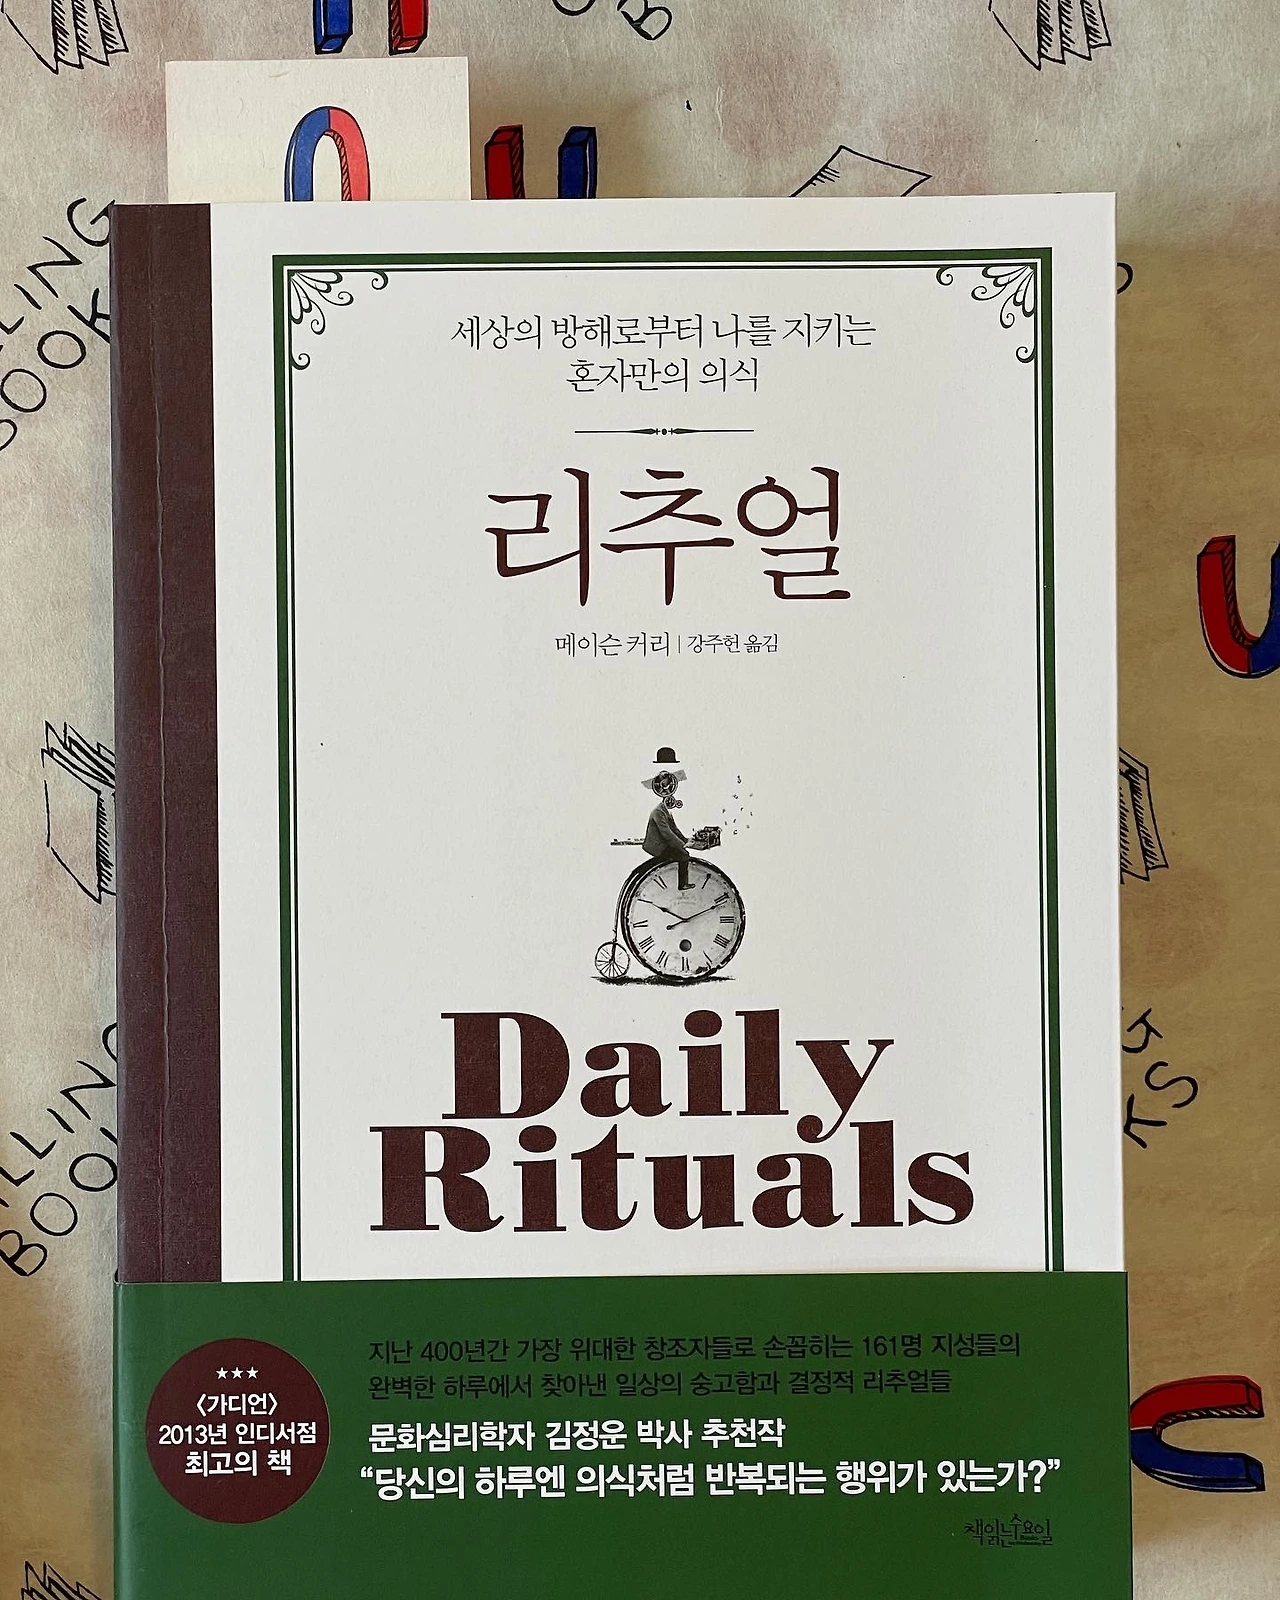 세상의 방해로부터 나를 지키는
혼자만의 의식
리추얼
메이슨 커리 | 강주헌 옮김
Daily
Rituals
지난 400년간 가장 위대한 창조자들로 손꼽히는 161명 지성들의
완벽한 하루에서 찾아낸 일상의 숭고함과 결정적 리추얼들
문화심리학자 김정운 박사 추천작
“당신의 하루엔 의식처럼 반복되는 행위가 있는가?”
★★★
〈가디언〉
2013년 인디서점
최고의 책
책읽는수요일
LING
BOOK
ILLING
BOO
TS